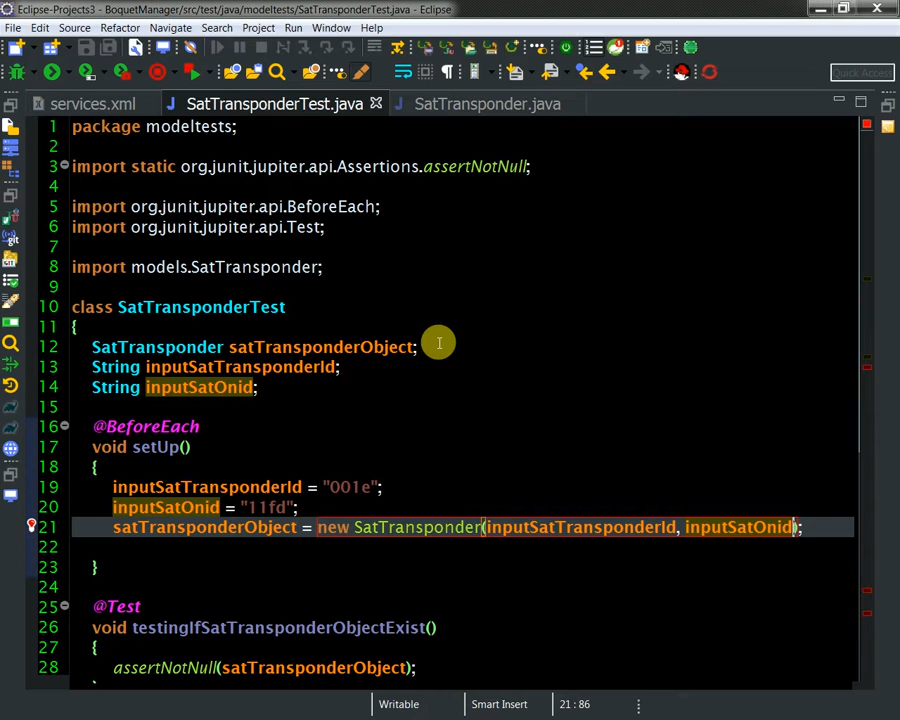 Eclipse-Projects3 - BoquetManager/src/test/java/modeltests/SatTransponderTest.java - Eclipse
File Edit Source Refactor Navigate Search Project Run Window Help
Quick Access
services.xml SatTransponderTest.java SatTransponder.java
1 package modeltests;
2
3 import static org.junit.jupiter.api.Assertions.assertNotNull;
4
5 import org.junit.jupiter.api.BeforeEach;
6 import org.junit.jupiter.api.Test;
7
8 import models.SatTransponder;
9
10 class SatTransponderTest
11 {
12 SatTransponder satTransponderObject;
13 String inputSatTransponderId;
14 String inputSatOnid;
15
16 @BeforeEach
17 void setUp()
18 {
19 inputSatTransponderId = "001e";
20 inputSatOnid = "11fd";
21 satTransponderObject = new SatTransponder(inputSatTransponderId, inputSatOnid);
22
23 }
24
25 @Test
26 void testingIfSatTransponderObjectExist()
27 {
28 assertNotNull(satTransponderObject);
Writable Smart Insert 21 : 86